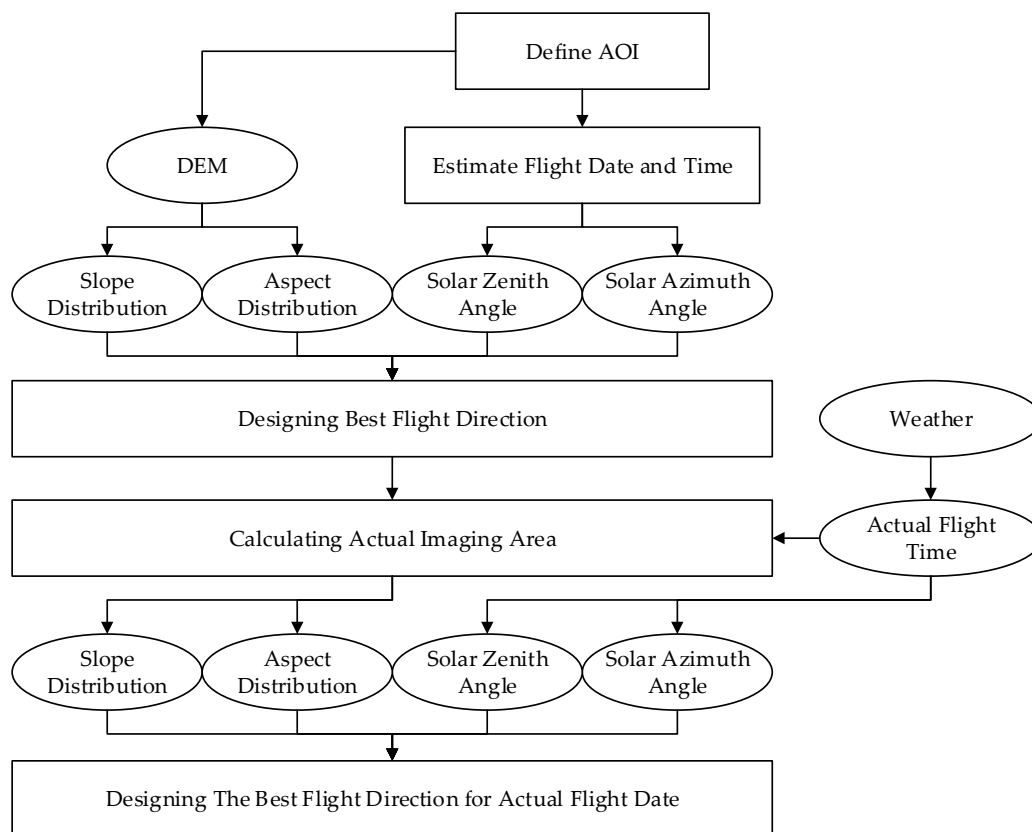 Define AOI
DEM
Estimate Flight Date and Time
Slope
Distribution
Aspect
Distribution
Solar Zenith
Angle
Solar Azimuth
Angle
Designing Best Flight Direction
Weather
Calculating Actual Imaging Area
Actual Flight
Time
Slope
Distribution
Aspect
Distribution
Solar Zenith
Angle
Solar Azimuth
Angle
Designing The Best Flight Direction for Actual Flight Date